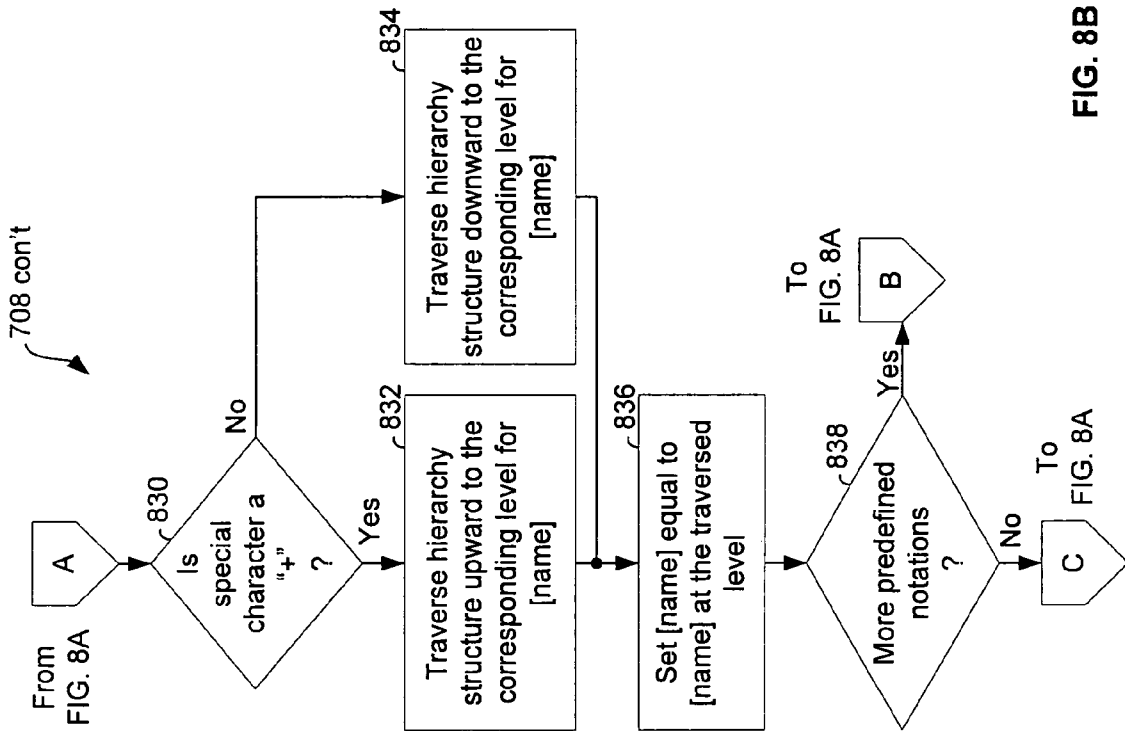 708 con't
From
FIG. 8A
A
830
Is
special
character a
“+”
?
No
Yes
832
Traverse hierarchy
structure upward to the
corresponding level for
[name]
834
Traverse hierarchy
structure downward to the
corresponding level for
[name]
836
Set [name] equal to
[name] at the traversed
level
838
More predefined
notations
?
Yes
To
FIG. 8A
B
No
To
FIG. 8A
C
FIG. 8B